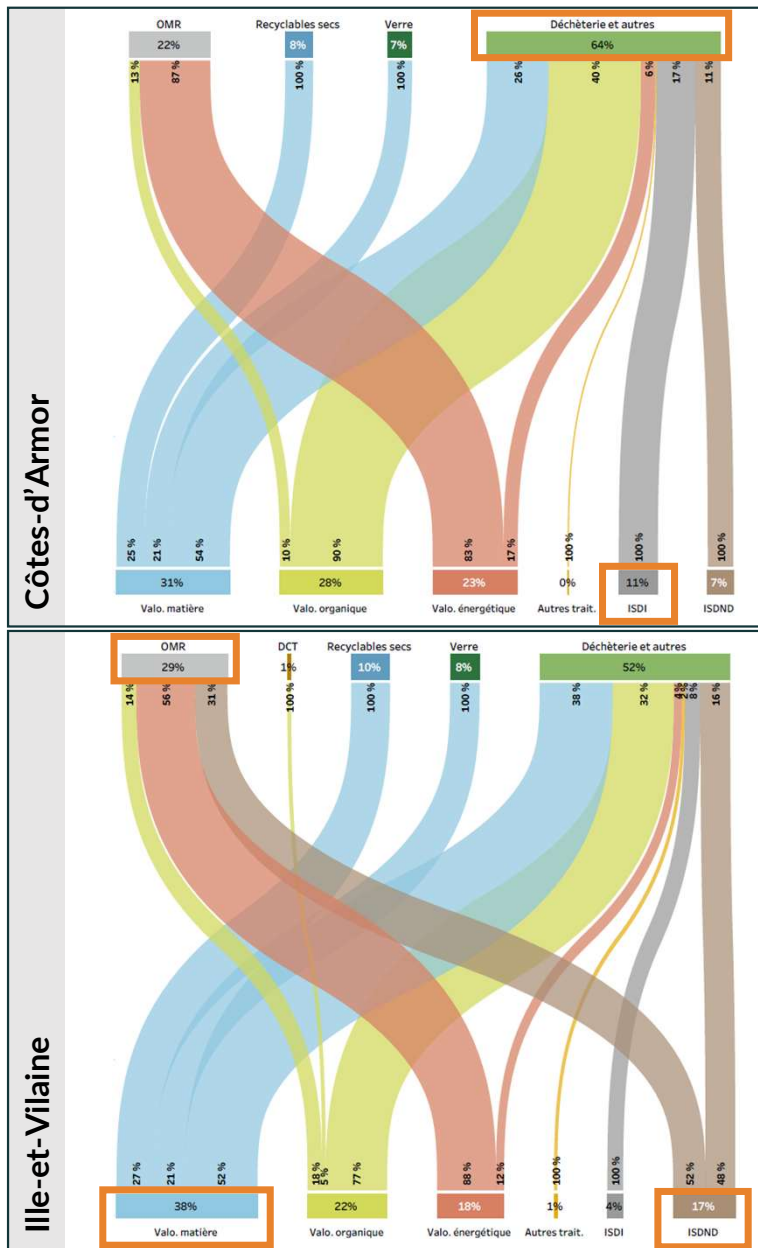 Côtes-d'Armor
OMR Recyclables secs Verre Déchèterie et autres
22% 8% 7% 64%
13 % 87 % 100 % 100 % 26 % 40 % 6 % 17 % 11 %
25 % 21 % 54 % 10 % 90 % 83 % 17 % 100 % 100 % 100 %
31% 28% 23% 0% 11% 7%
Valo. matière Valo. organique Valo. énergétique Autres trait. ISDI ISDND
Ille-et-Vilaine
OMR DCT Recyclables secs Verre Déchèterie et autres
29% 1% 10% 8% 52%
14 % 56 % 31 % 100 % 100 % 100 % 38 % 32 % 4 % 2 % 8 % 16 %
27 % 21 % 52 % 18 % 5 % 77 % 88 % 12 % 100 % 100 % 52 % 48 %
38% 22% 18% 1% 4% 17%
Valo. matière Valo. organique Valo. énergétique Autres trait. ISDI ISDND